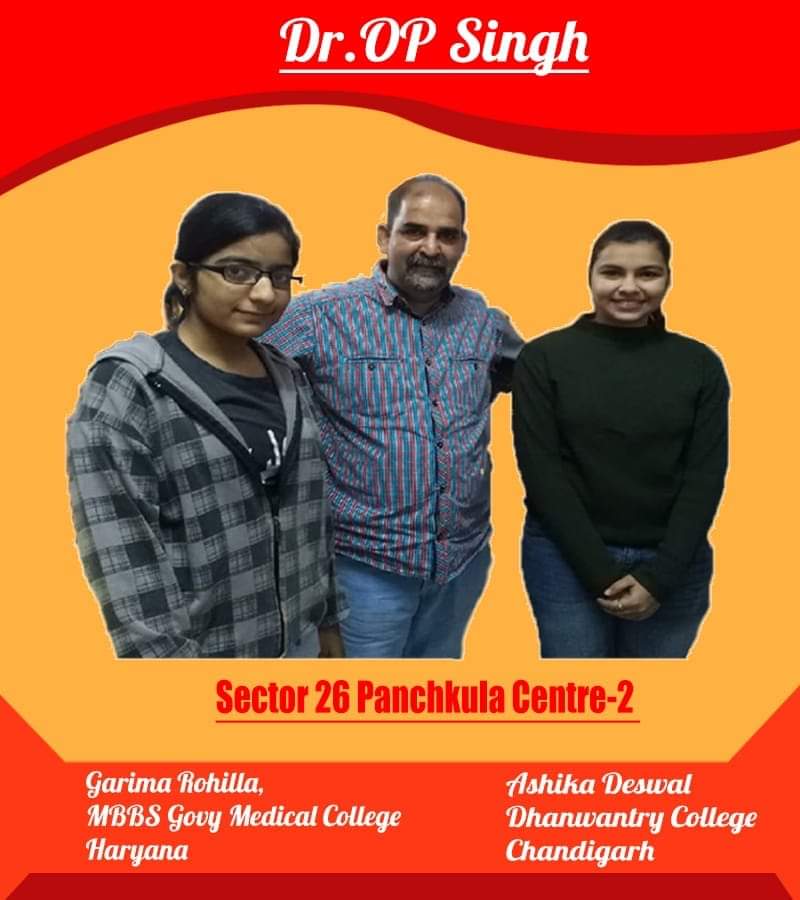 Dr.OP Singh
Sector 26 Panchkula Centre-2
Garima Rohilla,
MBBS Govy Medical College
Haryana
Ashika Deswal
Dhanwantry College
Chandigarh